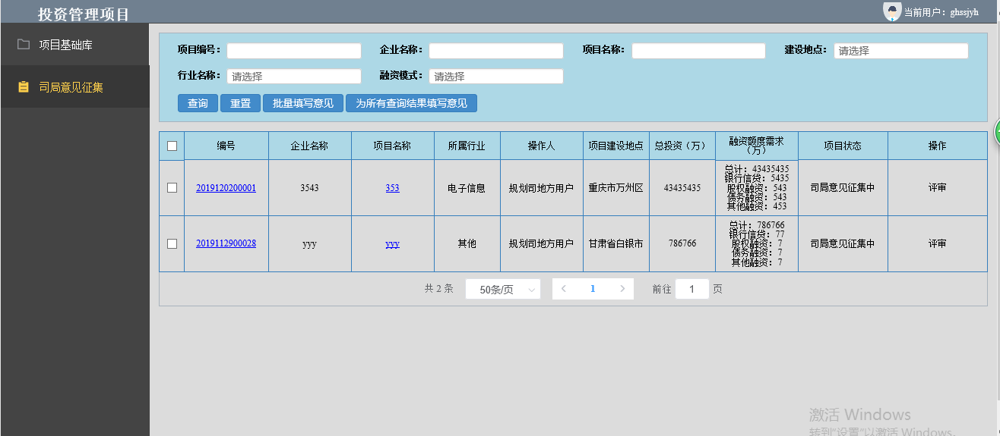 投资管理项目
当前用户：ghssjyh
项目基础库
司局意见征集
项目编号：
企业名称：
项目名称：
建设地点：
请选择
行业名称：
请选择
融资模式：
请选择
查询
重置
批量填写意见
为所有查询结果填写意见
编号
企业名称
项目名称
所属行业
操作人
项目建设地点
总投资（万）
融资额度需求
（万）
项目状态
操作
2019120200001
3543
353
电子信息
规划司地方用户
重庆市万州区
43435435
总计：43435435
银行信贷：5435
股权融资：543
债务融资：543
其他融资：453
司局意见征集中
评审
2019112900028
yyy
yyy
其他
规划司地方用户
甘肃省白银市
786766
总计：786766
银行信贷：77
股权融资：7
债务融资：7
其他融资：7
司局意见征集中
评审
共 2 条
50条/页
1
前往
1
页
激活 Windows
转到"设置"以激活 Windows。